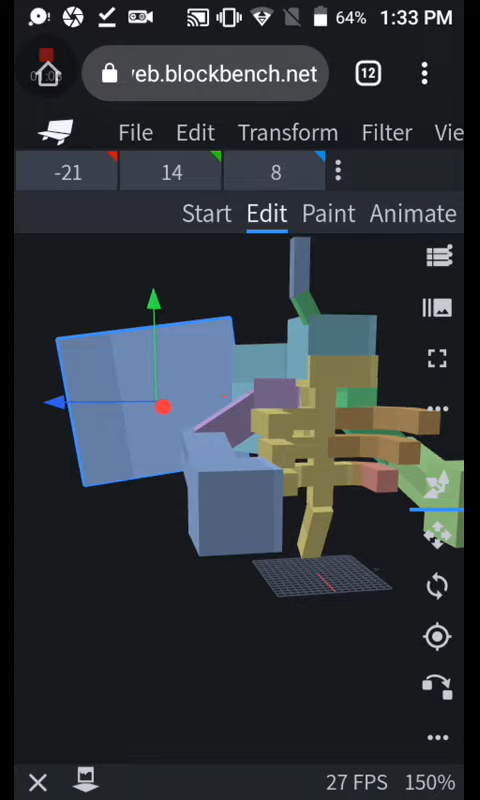 64% 1:33 PM
12
eb.blockbench.net
File Edit Transform Filter Vie
-21 14 8
Start Edit Paint Animate
27 FPS 150%